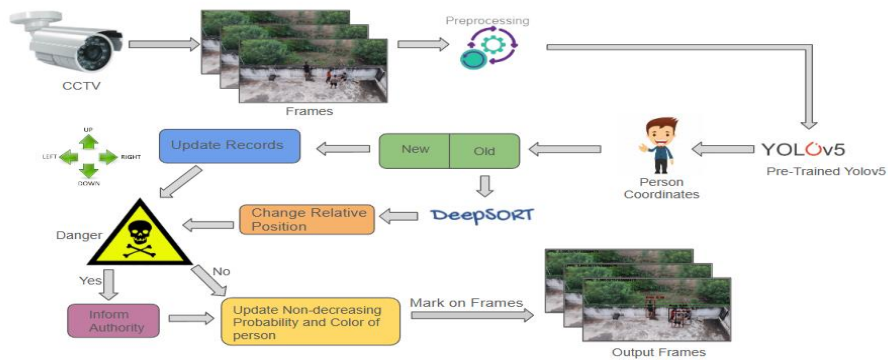 Preprocessing
CCTV
Frames
UP
LEFT
RIGHT
DOWN
Update Records
New
Old
YOLOv5
Pre-Trained Yolov5
Person
Coordinates
DeepSORT
Change Relative
Position
Danger
Yes
No
Inform
Authority
Update Non-decreasing
Probability and Color of
person
Mark on Frames
Output Frames